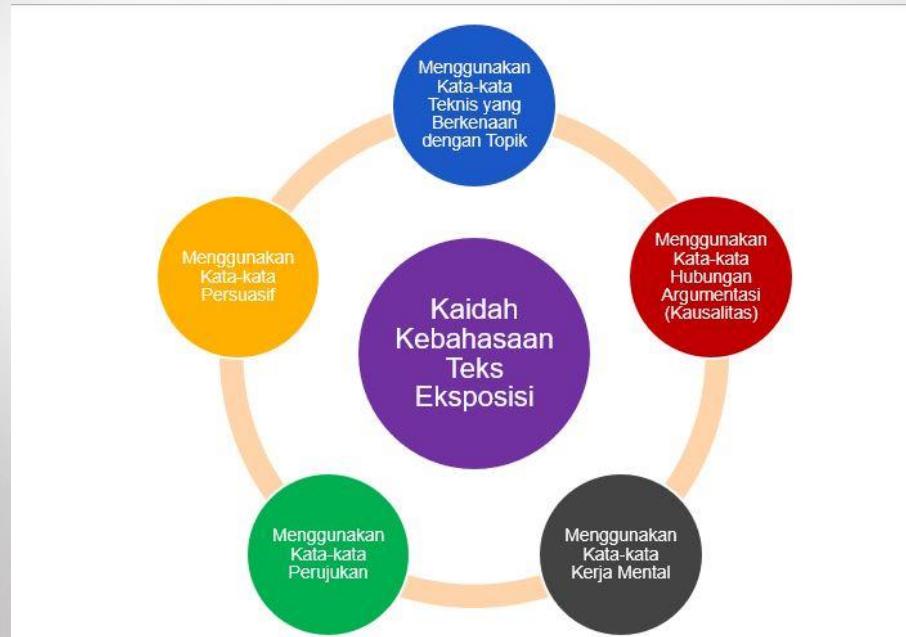 Menggunakan
Kata-kata
Teknis yang
Berkenaan
dengan Topik
Menggunakan
Kata-kata
Hubungan
Argumentasi
(Kausalitas)
Menggunakan
Kata-kata
Kerja Mental
Menggunakan
Kata-kata
Perujukan
Menggunakan
Kata-kata
Persuasif
Kaidah
Kebahasaan
Teks
Eksposisi